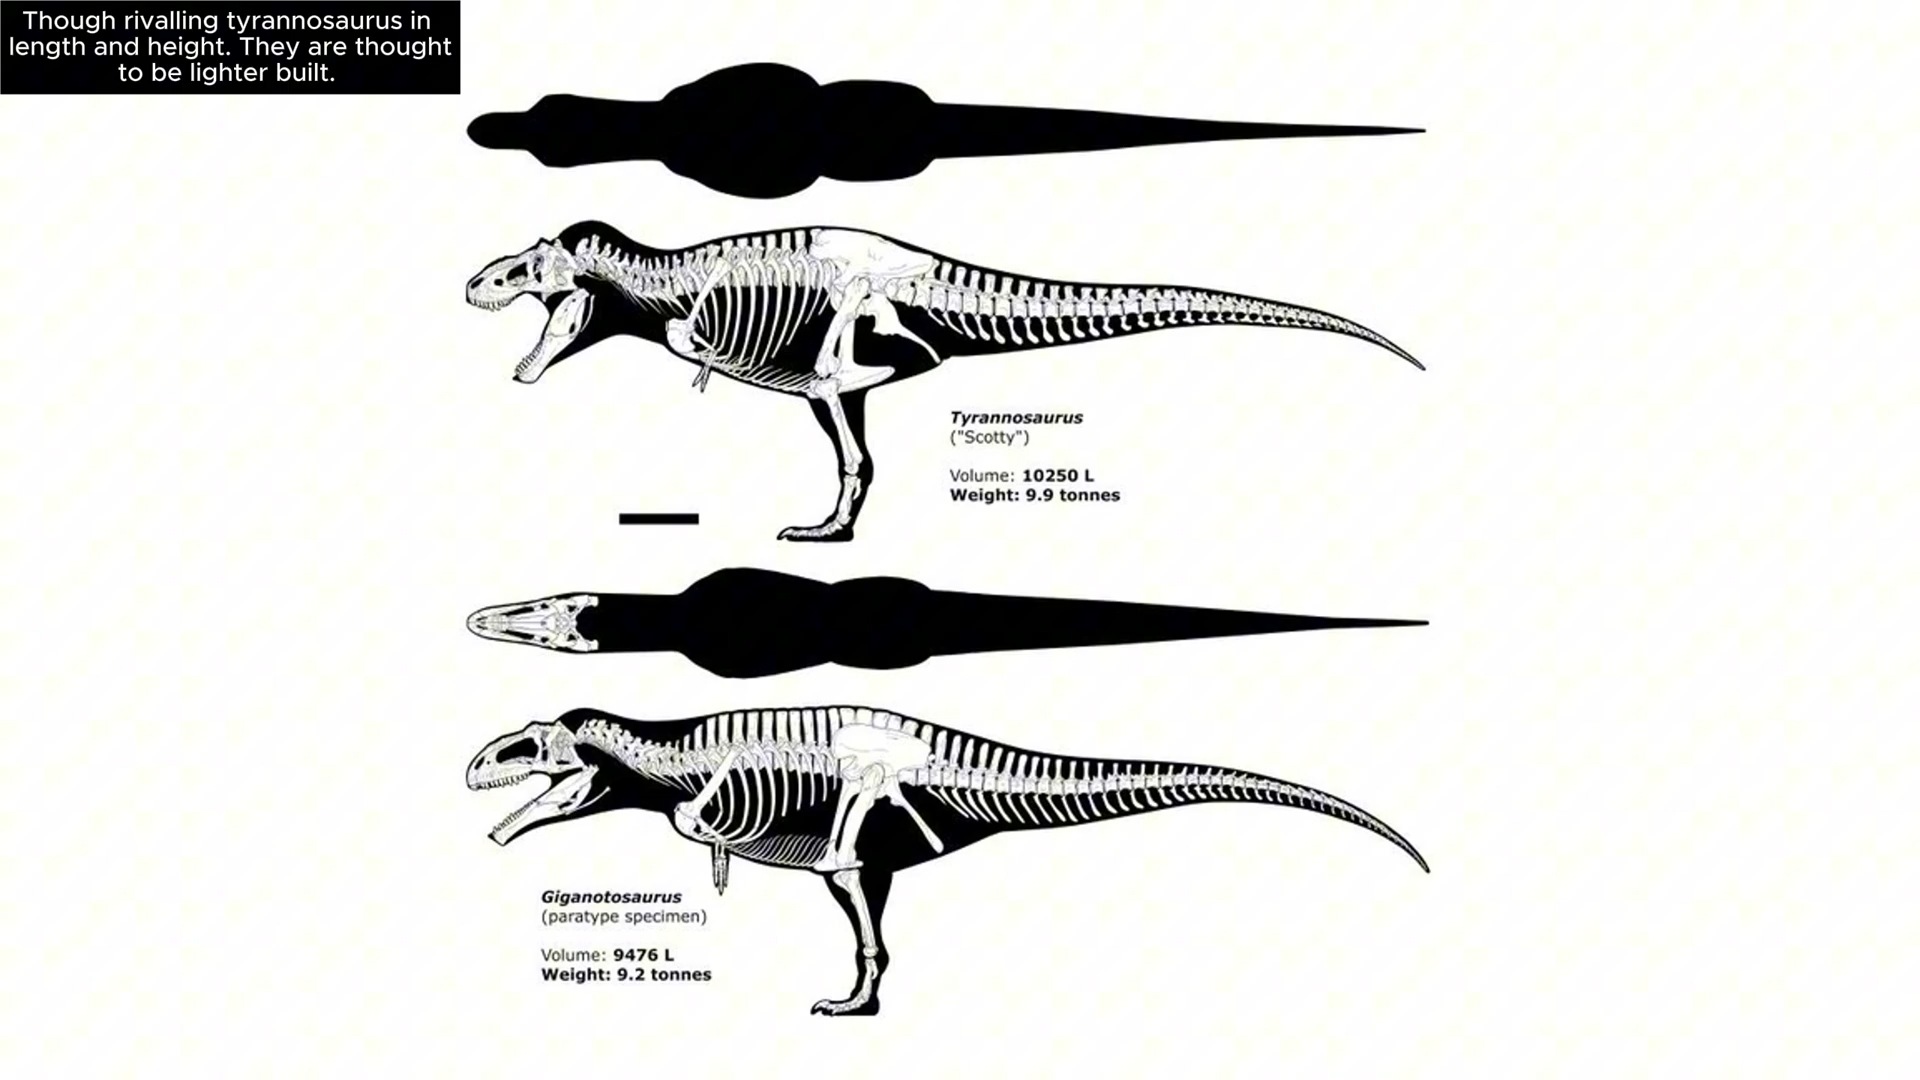 Though rivalling tyrannosaurus in
length and height. They are thought
to be lighter built.
Tyrannosaurus
("Scotty")
Volume: 10250 L
Weight: 9.9 tonnes
Giganotosaurus
(paratype specimen)
Volume: 9476 L
Weight: 9.2 tonnes